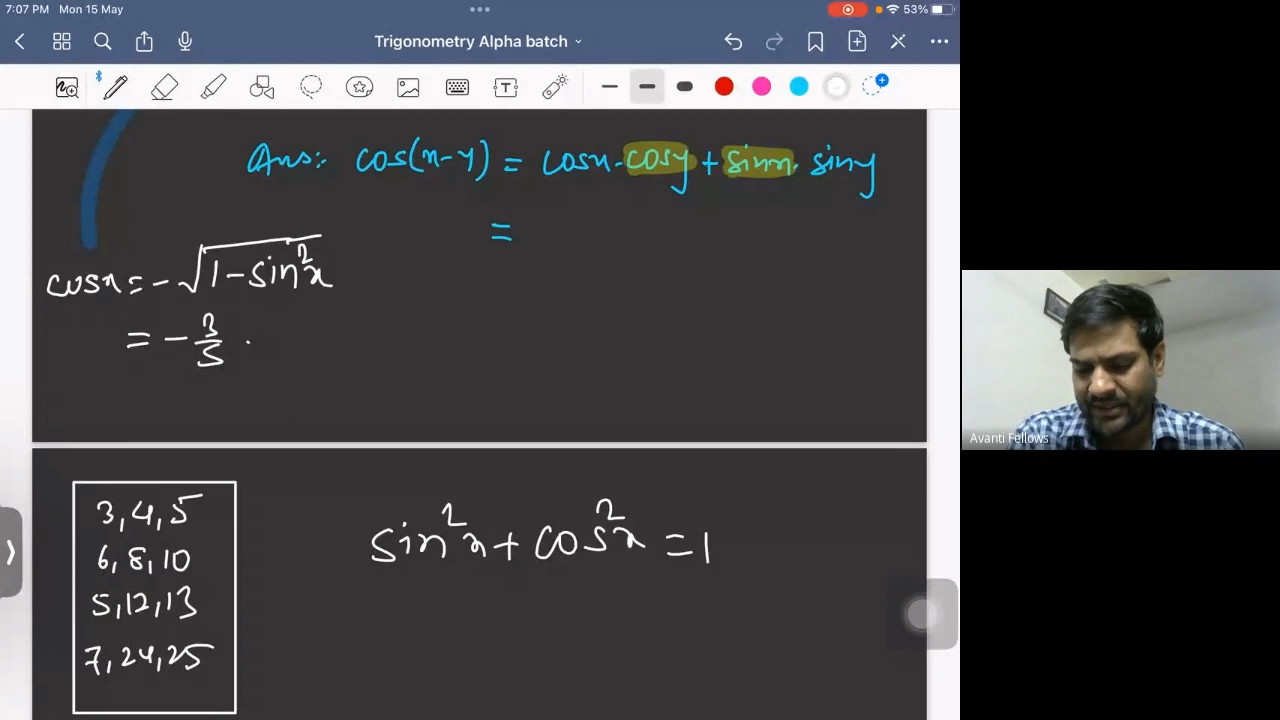 7:07 PM Mon 15 May
53%
Trigonometry Alpha batch
Ans:- cos(x-y) = cosx. cosy + sinx. siny
=
cosx = -√1-sin²x
= -3/5.
3,4,5
6,8,10
5,12,13
7,24,25
sin²x + cos²x = 1
Avanti Fellows